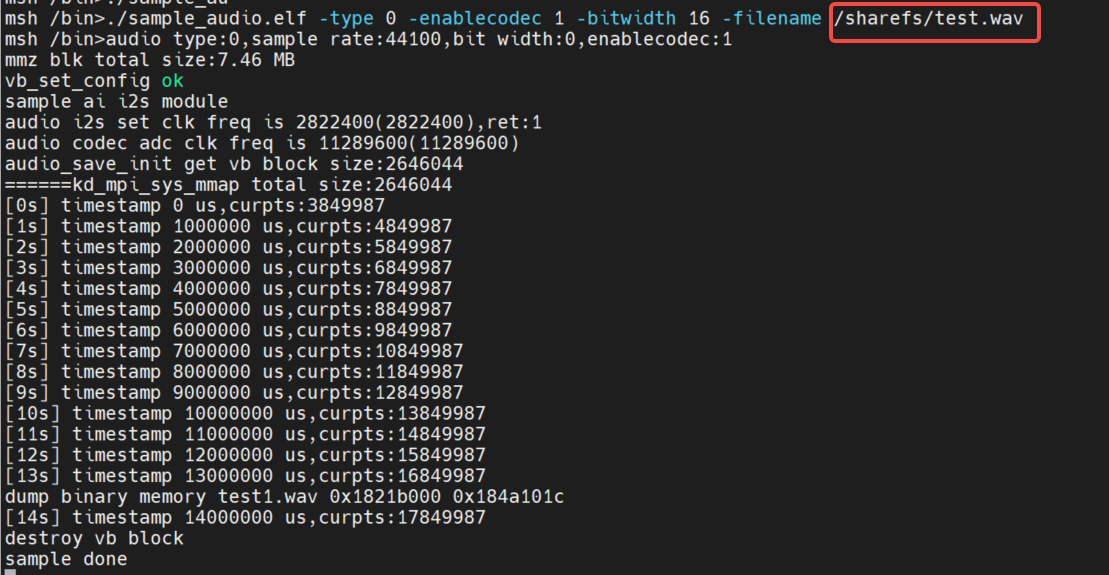 msh /bin>./sample_au
msh /bin>./sample_audio.elf -type 0 -enablecodec 1 -bitwidth 16 -filename /sharefs/test.wav
msh /bin>audio type:0,sample rate:44100,bit width:0,enablecodec:1
mmz blk total size:7.46 MB
vb_set_config ok
sample ai i2s module
audio i2s set clk freq is 2822400(2822400),ret:1
audio codec adc clk freq is 11289600(11289600)
audio_save_init get vb block size:2646044
======kd_mpi_sys_mmap total size:2646044
[0s] timestamp 0 us,curpts:3849987
[1s] timestamp 1000000 us,curpts:4849987
[2s] timestamp 2000000 us,curpts:5849987
[3s] timestamp 3000000 us,curpts:6849987
[4s] timestamp 4000000 us,curpts:7849987
[5s] timestamp 5000000 us,curpts:8849987
[6s] timestamp 6000000 us,curpts:9849987
[7s] timestamp 7000000 us,curpts:10849987
[8s] timestamp 8000000 us,curpts:11849987
[9s] timestamp 9000000 us,curpts:12849987
[10s] timestamp 10000000 us,curpts:13849987
[11s] timestamp 11000000 us,curpts:14849987
[12s] timestamp 12000000 us,curpts:15849987
[13s] timestamp 13000000 us,curpts:16849987
dump binary memory test1.wav 0x1821b000 0x184a101c
[14s] timestamp 14000000 us,curpts:17849987
destroy vb block
sample done